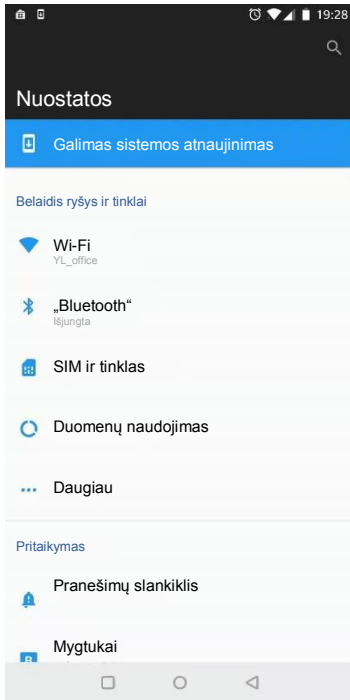 19:28
Nuostatos
Galimas sistemos atnaujinimas
Belaidis ryšys ir tinklai
Wi-Fi
YL_office
„Bluetooth“
Išjungta
SIM ir tinklas
Duomenų naudojimas
Daugiau
Pritaikymas
Pranešimų slankiklis
Mygtukai